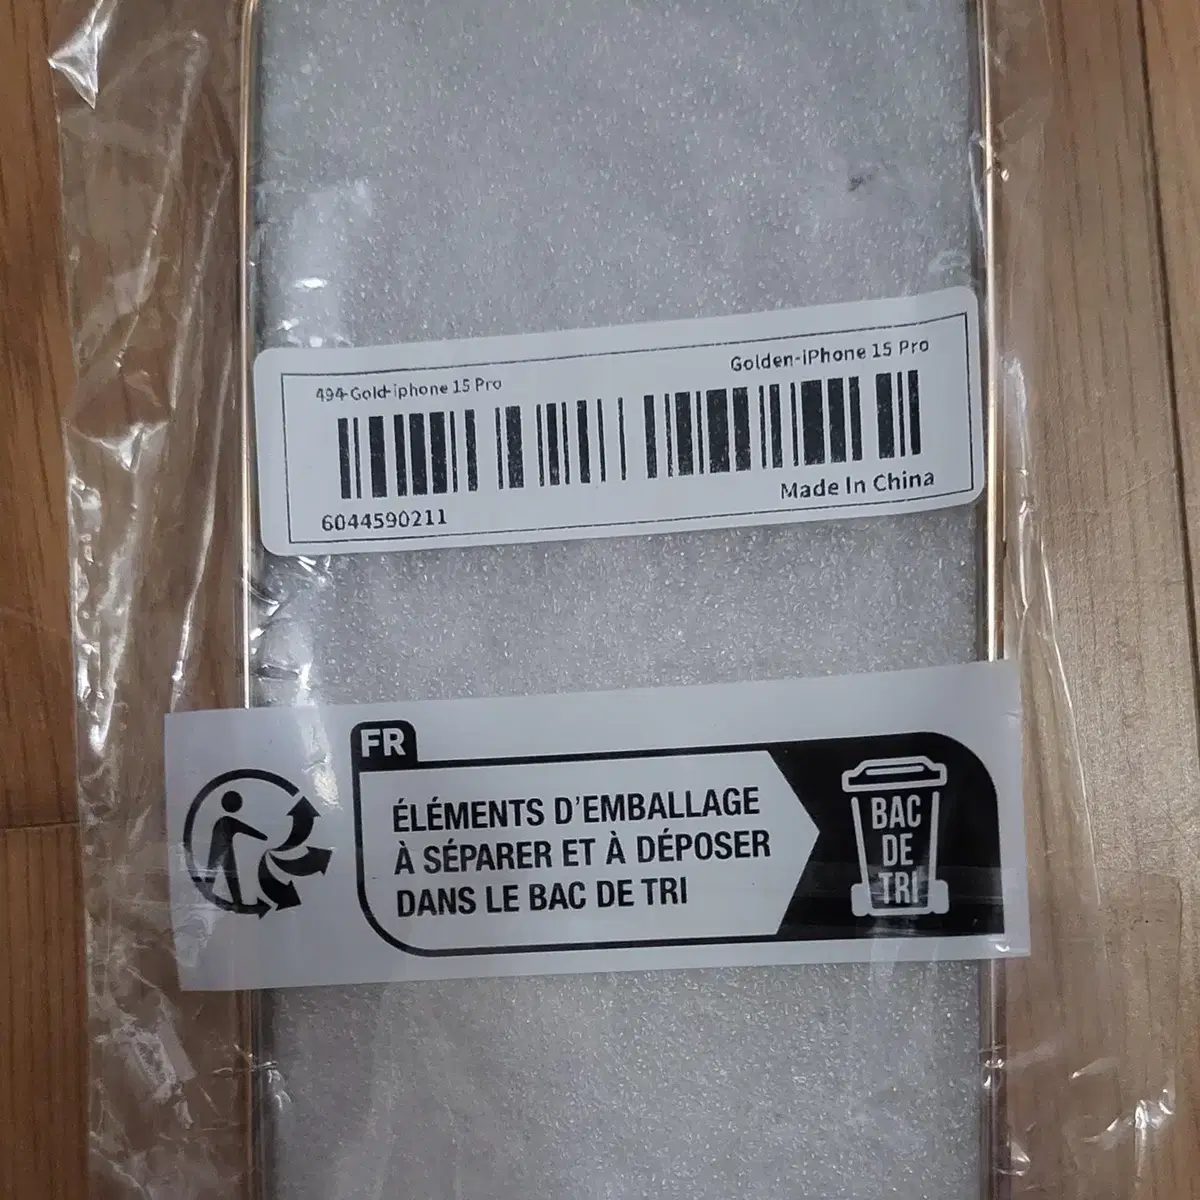 494-Gold-iphone 15 Pro
Golden-iPhone 15 Pro
Made In China
6044590211
FR
ÉLÉMENTS D'EMBALLAGE
À SÉPARER ET À DÉPOSER
DANS LE BAC DE TRI
BAC
DE
TRI